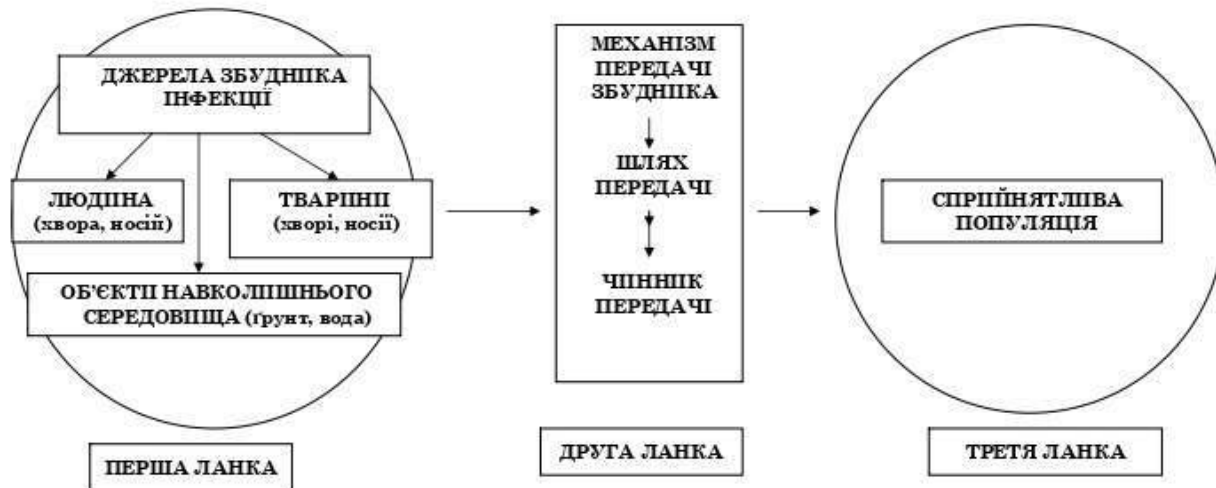 ДЖЕРЕЛА ЗБУДНИКА
ІНФЕКЦІЇ
ЛЮДИНА
(хвора, носій)
ТВАРИНИ
(хворі, носії)
ОБ’ЄКТИ НАВКОЛИШНЬОГО
СЕРЕДОВИЩА (ґрунт, вода)
ПЕРША ЛАНКА
МЕХАНІЗМ
ПЕРЕДАЧІ
ЗБУДНИКА
ШЛЯХ
ПЕРЕДАЧІ
ЧИННИК
ПЕРЕДАЧІ
ДРУГА ЛАНКА
СПРИЙНЯТЛИВА
ПОПУЛЯЦІЯ
ТРЕТЯ ЛАНКА